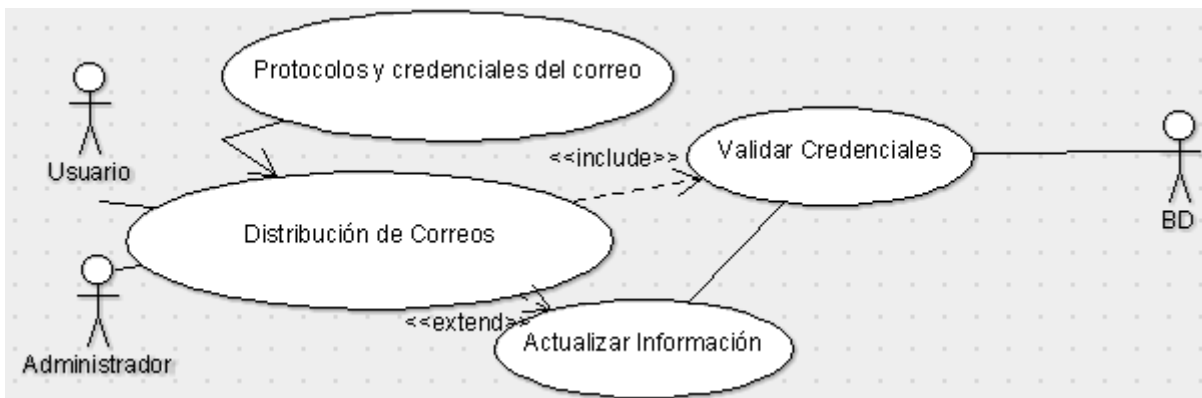 Protocolos y credenciales del correo
Usuario
<<include>>
Validar Credenciales
BD
Distribución de Correos
Administrador
<<extend>>
Actualizar Información